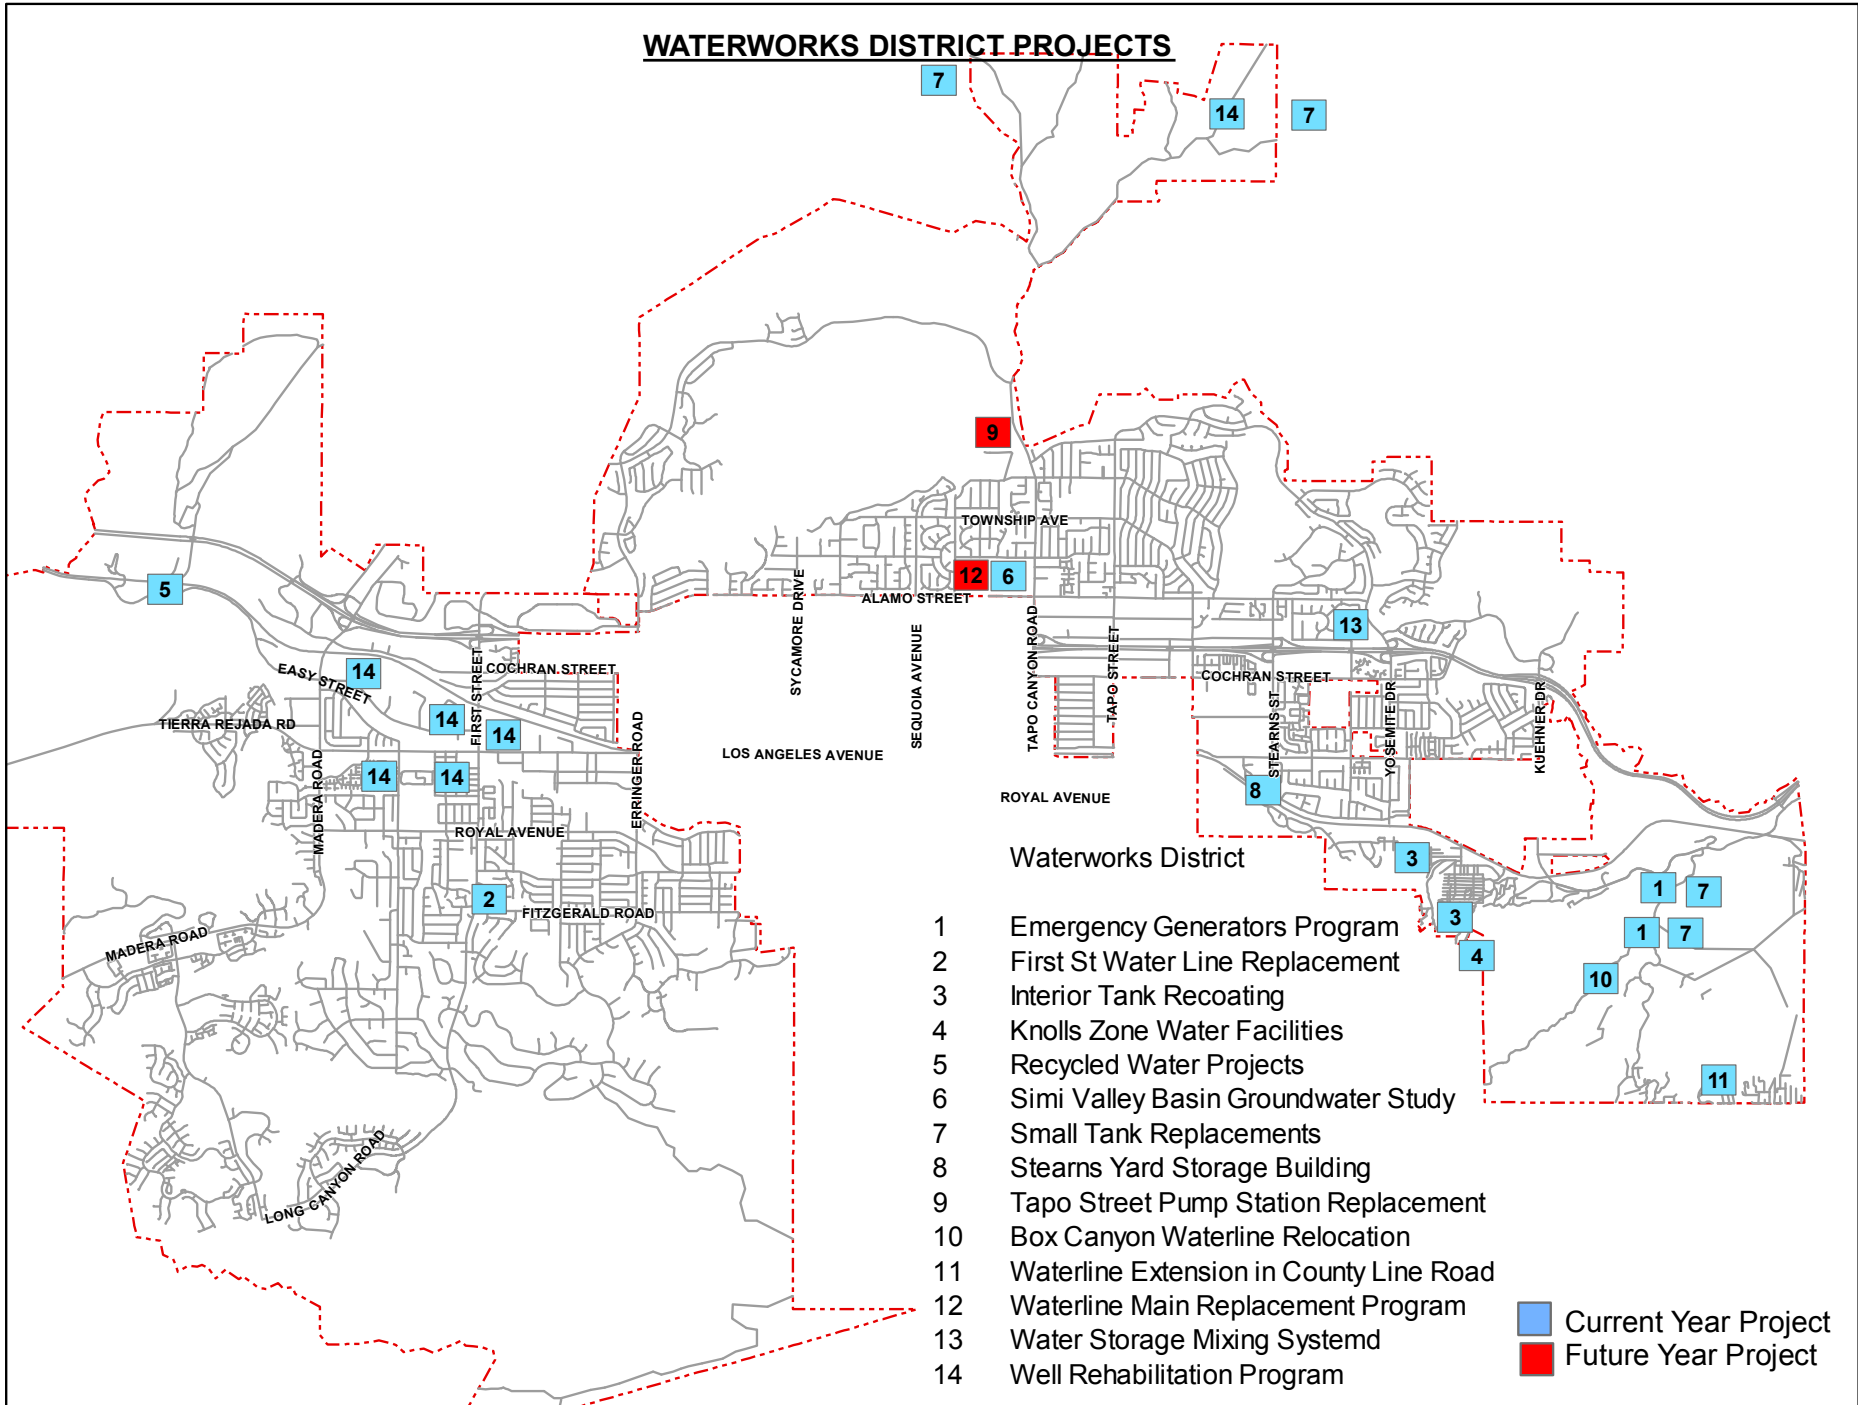 WATERWORKS DISTRICT PROJECTS
7
14
7
9
TOWNSHIP AVE
12
6
5
ALAMO STREET
SYCAMORE DRIVE
SEQUOIA AVENUE
TAPO CANYON ROAD
TAPO STREET
13
14
EASY STREET
FIRST STREET
COCHRAN STREET
COCHRAN STREET
STEARNS ST
YOSEMITE DR
KUEHNER DR
TIERRA REJADA RD
14
14
LOS ANGELES AVENUE
ERRINGER ROAD
MADERA ROAD
14
14
8
ROYAL AVENUE
ROYAL AVENUE
3
2
FITZGERALD ROAD
3
4
1
7
1
7
10
11
MADERA ROAD
LONG CANYON ROAD
Waterworks District
1 Emergency Generators Program
2 First St Water Line Replacement
3 Interior Tank Recoating
4 Knolls Zone Water Facilities
5 Recycled Water Projects
6 Simi Valley Basin Groundwater Study
7 Small Tank Replacements
8 Stearns Yard Storage Building
9 Tapo Street Pump Station Replacement
10 Box Canyon Waterline Relocation
11 Waterline Extension in County Line Road
12 Waterline Main Replacement Program
13 Water Storage Mixing Systemd
14 Well Rehabilitation Program
Current Year Project
Future Year Project